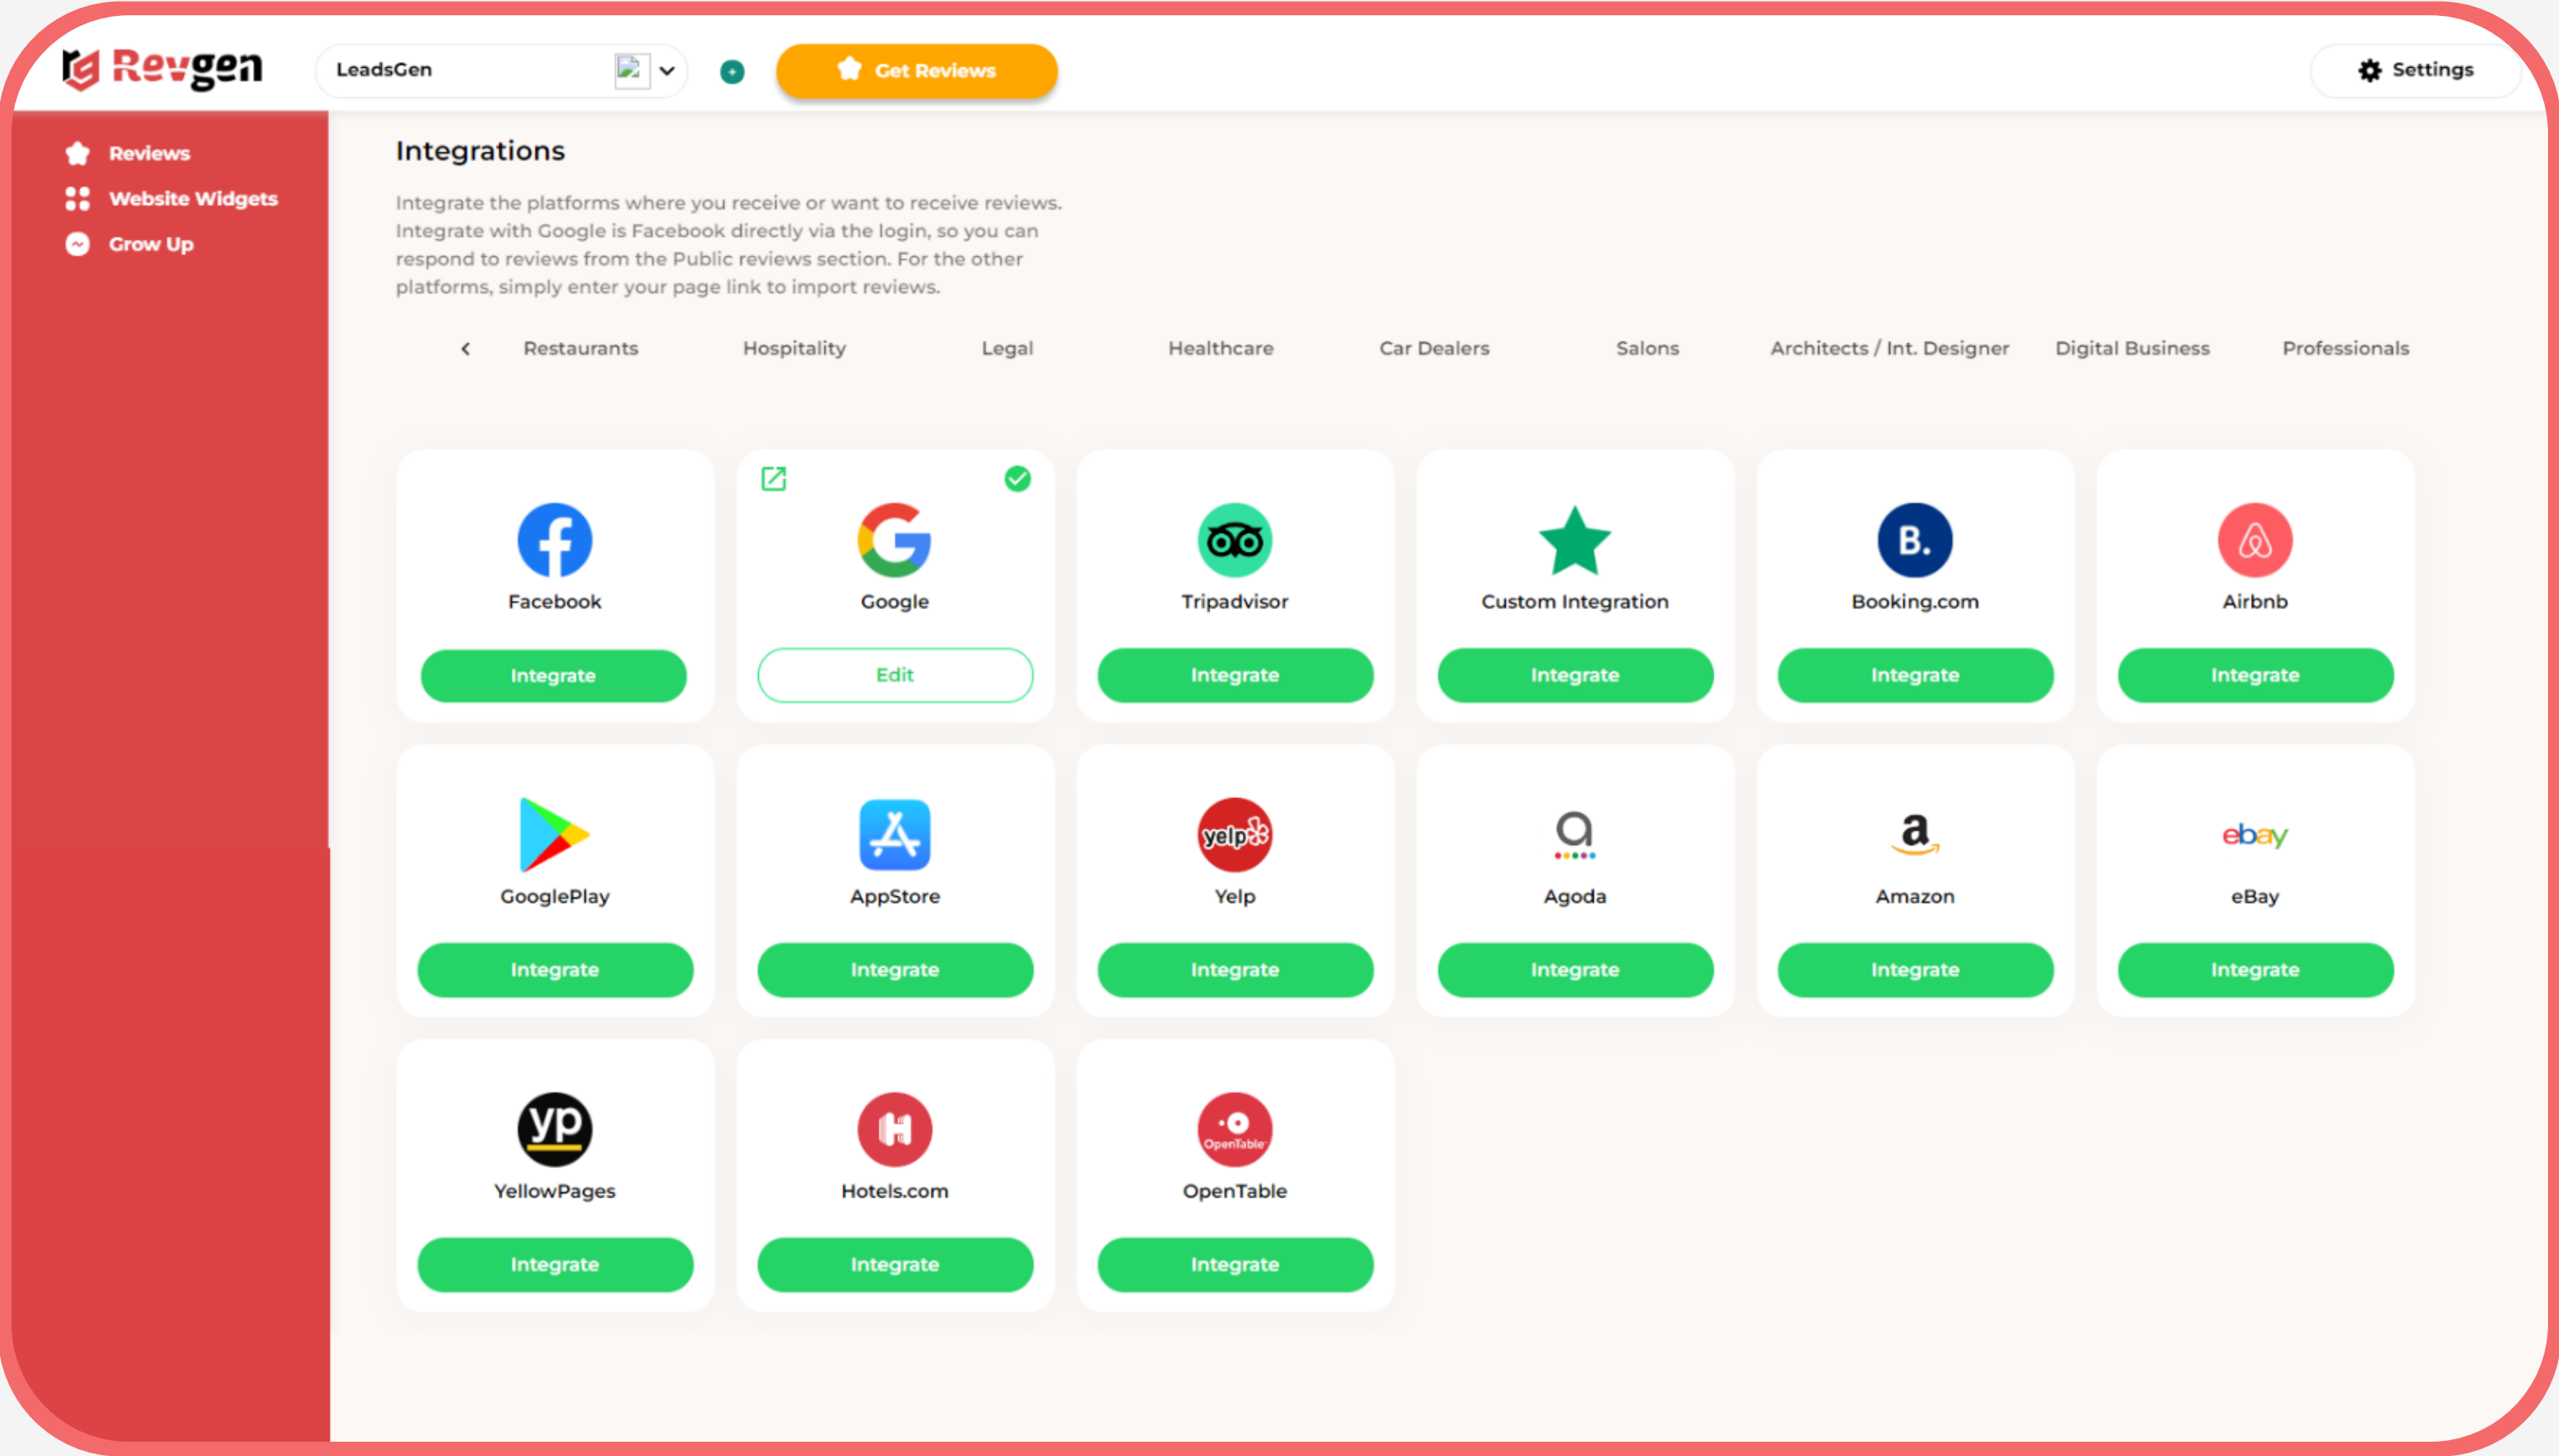 Revgen
LeadsGen
Get Reviews
Settings
Reviews
Website Widgets
Grow Up
Integrations
Integrate the platforms where you receive or want to receive reviews.
Integrate with Google is Facebook directly via the login, so you can
respond to reviews from the Public reviews section. For the other
platforms, simply enter your page link to import reviews.
Restaurants Hospitality Legal Healthcare Car Dealers Salons Architects / Int. Designer Digital Business Professionals
B.
Facebook Google Tripadvisor Custom Integration Booking.com Airbnb
Integrate Edit Integrate Integrate Integrate Integrate
yelp a ebay
GooglePlay AppStore Yelp Agoda Amazon eBay
Integrate Integrate Integrate Integrate Integrate Integrate
yp H OpenTable
YellowPages Hotels.com OpenTable
Integrate Integrate Integrate